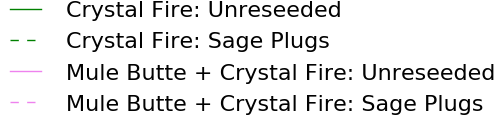 Crystal Fire: Unreseeded
Crystal Fire: Sage Plugs
Mule Butte + Crystal Fire: Unreseeded
Mule Butte + Crystal Fire: Sage Plugs